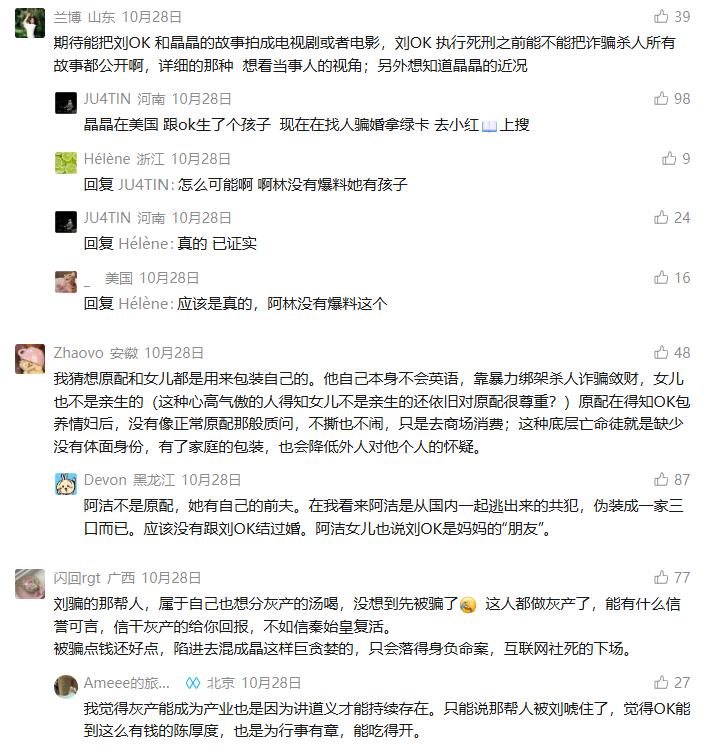 兰博 山东 10月28日 39
期待能把刘OK 和晶晶的故事拍成电视剧或者电影，刘OK 执行死刑之前能不能把诈骗杀人所有
故事都公开啊，详细的那种 想看当事人的视角；另外想知道晶晶的近况
JU4TIN 河南 10月28日 98
晶晶在美国 跟ok生了个孩子 现在在找人骗婚拿绿卡 去小红📖上搜
Hélène 浙江 10月28日 9
回复 JU4TIN: 怎么可能啊 啊林没有爆料她有孩子
JU4TIN 河南 10月28日 24
回复 Hélène: 真的 已证实
_ 美国 10月28日 16
回复 Hélène: 应该是真的，阿林没有爆料这个
Zhaovo 安徽 10月28日 48
我猜想原配和女儿都是用来包装自己的。他自己本身不会英语，靠暴力绑架杀人诈骗敛财，女儿
也不是亲生的（这种心高气傲的人得知女儿不是亲生的还依旧对原配很尊重？）原配在得知OK包
养情妇后，没有像正常原配那般质问，不撕也不闹，只是去商场消费；这种底层亡命徒就是缺少
没有体面身份，有了家庭的包装，也会降低外人对他个人的怀疑。
Devon 黑龙江 10月28日 87
阿洁不是原配，她有自己的前夫。在我看来阿洁是从国内一起逃出来的共犯，伪装成一家三
口而已。应该没有跟刘OK结过婚。阿洁女儿也说刘OK是妈妈的“朋友”。
闪回rgt 广西 10月28日 77
刘骗的那帮人，属于自己也想分灰产的汤喝，没想到先被骗了😂 这人都做灰产了，能有什么信
誉可言，信干灰产的给你回报，不如信秦始皇复活。
被骗点钱还好点，陷进去混成晶这样巨贪婪的，只会落得身负命案，互联网社死的下场。
Ameee的旅... 北京 10月28日 27
我觉得灰产能成为产业也是因为讲道义才能持续存在。只能说那帮人被刘唬住了，觉得OK能
到这么有钱的陈厚度，也是为行事有章，能吃得开。